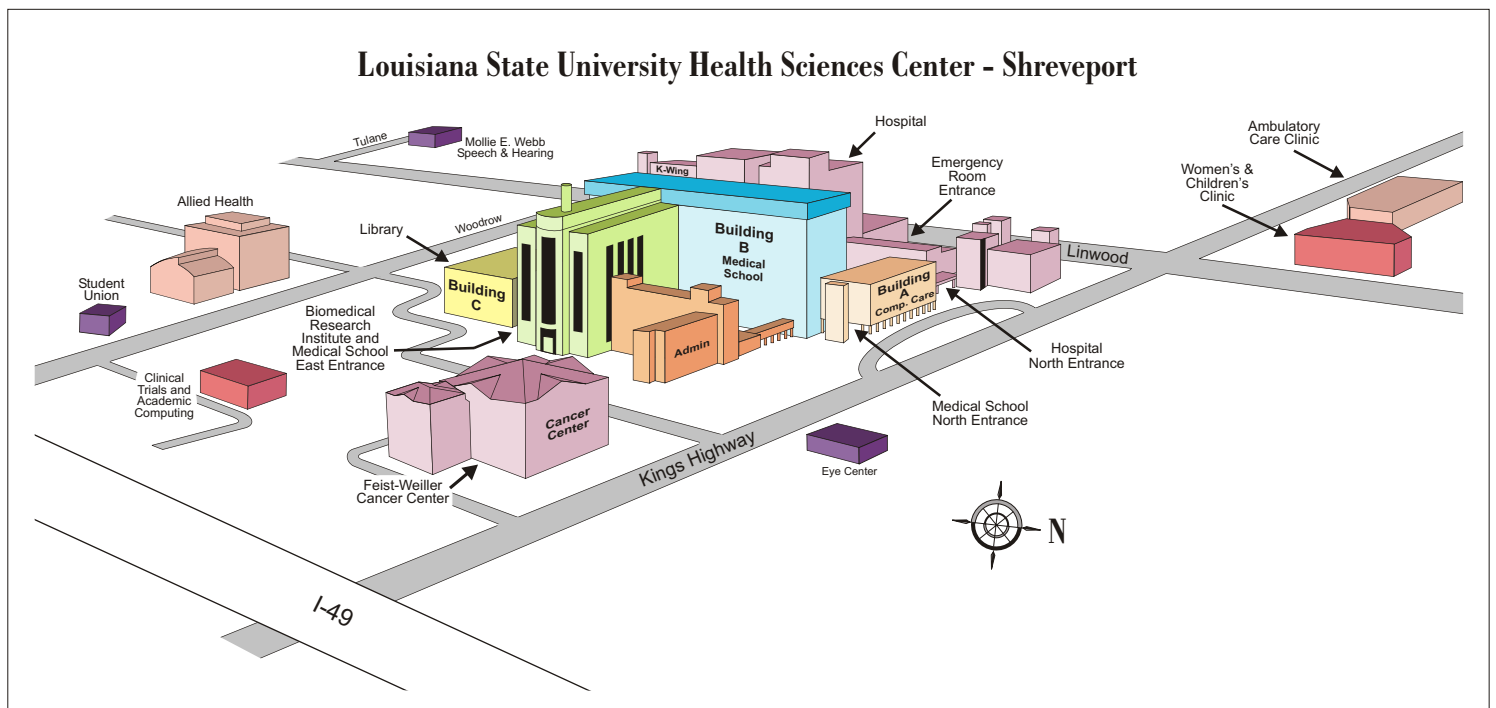 Louisiana State University Health Sciences Center – Shreveport
Tulane
Mollie E. Webb
Speech & Hearing
Hospital
K-Wing
Emergency
Room
Entrance
Ambulatory
Care Clinic
Women's &
Children's
Clinic
Allied Health
Library
Woodrow
Building
B
Medical
School
Linwood
Student
Union
Building
C
Building
A
Comp. Care
Biomedical
Research
Institute and
Medical School
East Entrance
Admin
Hospital
North Entrance
Clinical
Trials and
Academic
Computing
Medical School
North Entrance
Cancer
Center
Kings Highway
Eye Center
Feist-Weiller
Cancer Center
N
I-49